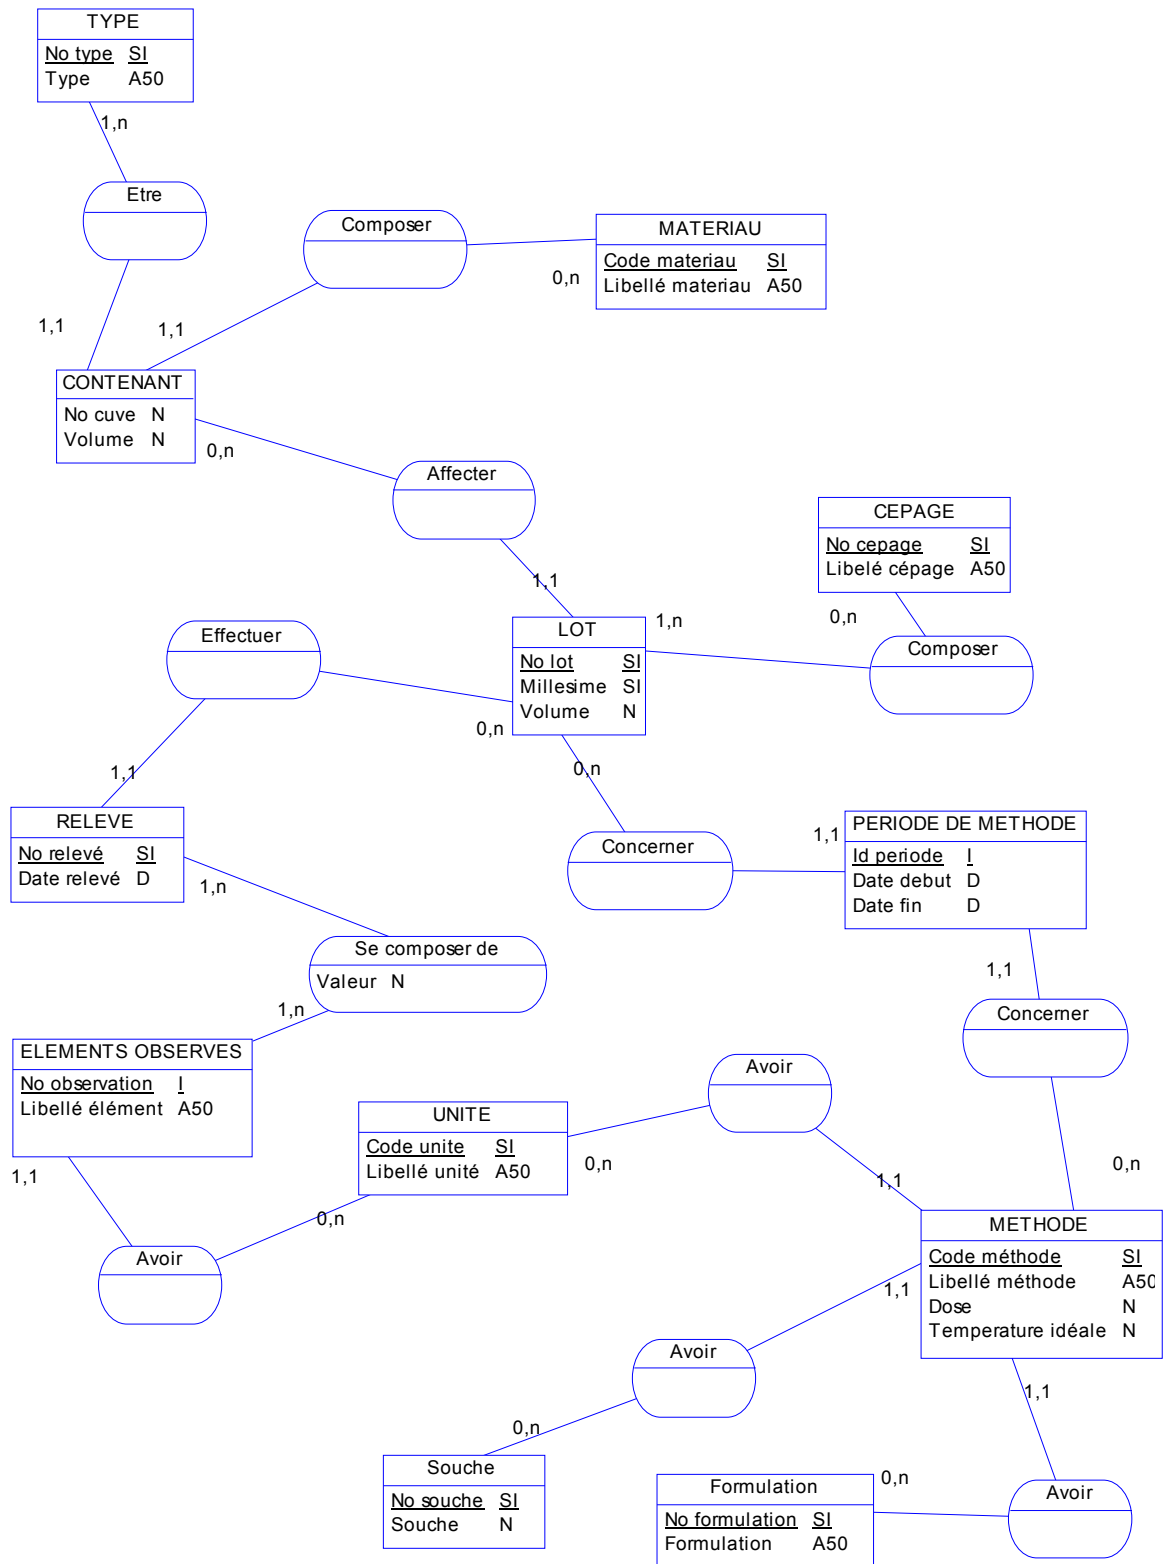 TYPE
No type SI
Type A50
1,n
Etre
Composer
MATERIAU
Code materiau SI
Libellé materiau A50
0,n
1,1
1,1
CONTENANT
No cuve N
Volume N
0,n
Affecter
CEPAGE
No cepage SI
Libelé cépage A50
1,1
0,n
1,n
Effectuer
LOT
No lot SI
Millesime SI
Volume N
Composer
0,n
0,n
1,1
RELEVE
No relevé SI
Date relevé D
1,n
Concerner
1,1
PERIODE DE METHODE
Id periode I
Date debut D
Date fin D
Se composer de
Valeur N
1,n
1,1
Concerner
ELEMENTS OBSERVES
No observation I
Libellé élément A50
Avoir
UNITE
Code unite SI
Libellé unité A50
0,n
1,1
0,n
1,1
0,n
Avoir
METHODE
Code méthode SI
Libellé méthode A50
Dose N
Temperature idéale N
1,1
Avoir
1,1
0,n
Souche
No souche SI
Souche N
Formulation
No formulation SI
Formulation A50
0,n
Avoir